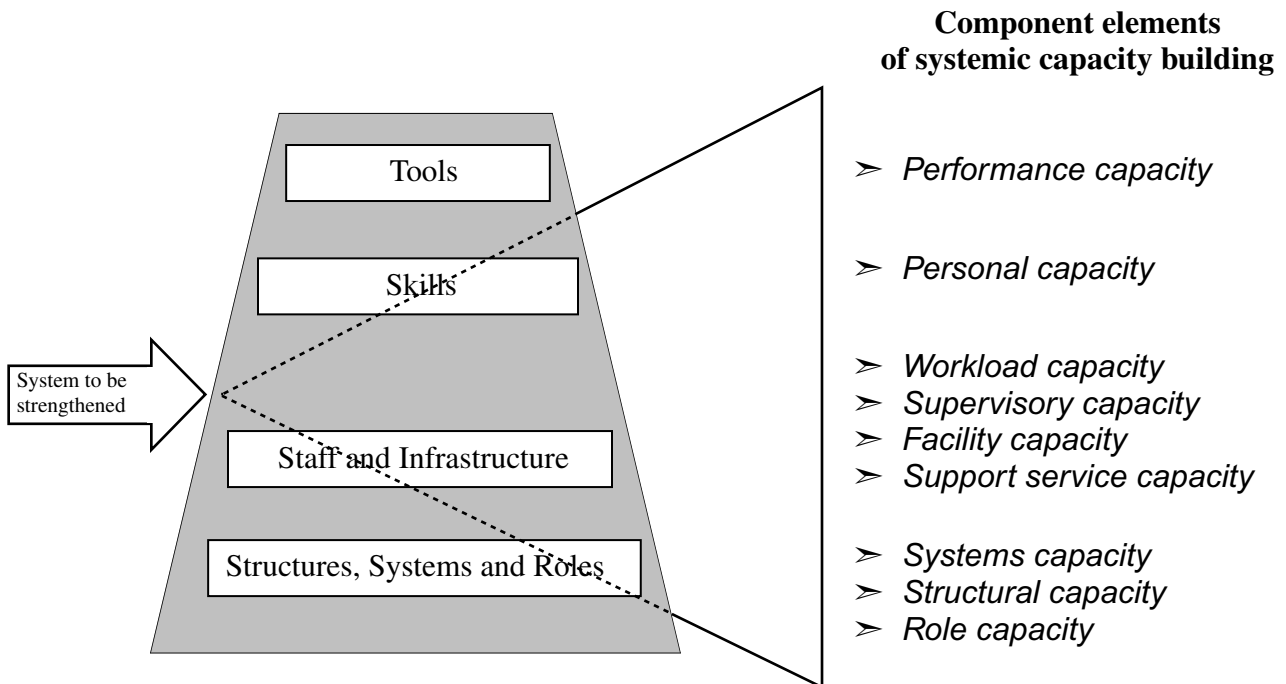 Component elements
of systemic capacity building
Tools
➢ Performance capacity
Skills
➢ Personal capacity
System to be
strengthened
➢ Workload capacity
➢ Supervisory capacity
➢ Facility capacity
➢ Support service capacity
Staff and Infrastructure
Structures, Systems and Roles
➢ Systems capacity
➢ Structural capacity
➢ Role capacity